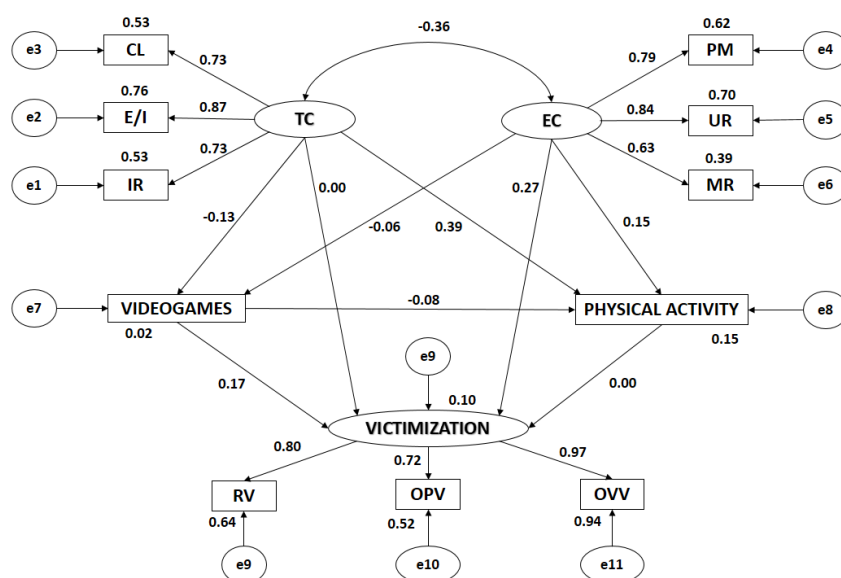 0.53 -0.36 0.62
e3 CL 0.73 0.79 PM e4
0.76 0.70
e2 E/I 0.87 TC EC 0.84 UR e5
0.53 0.73 0.63 0.39
e1 IR 0.00 0.27 MR e6
-0.13 -0.06 0.39 0.15
e7 VIDEOGAMES -0.08 PHYSICAL ACTIVITY e8
0.02 0.15
e9
0.17 0.10 0.00
VICTIMIZATION
0.80 0.72 0.97
RV OPV OVV
0.64 0.52 0.94
e9 e10 e11